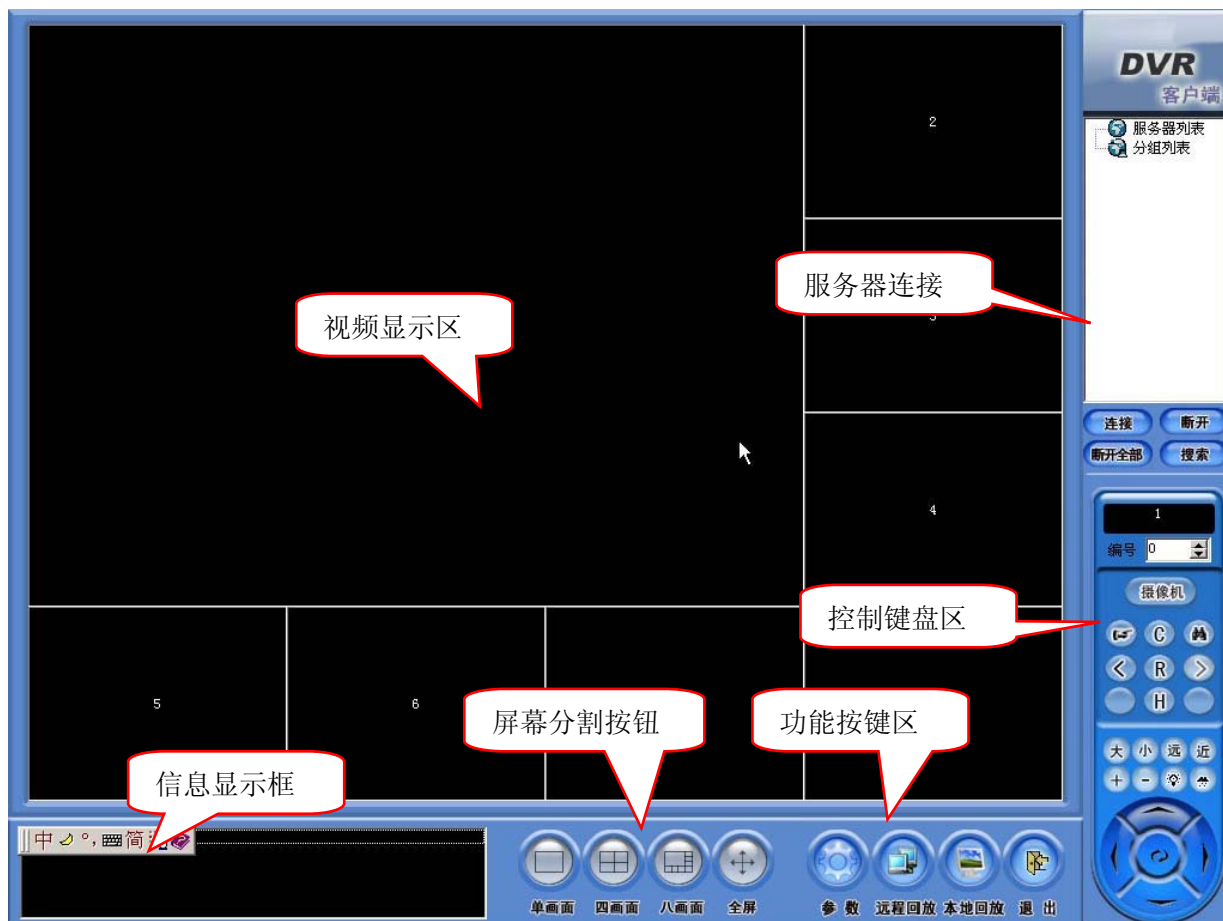 DVR
客户端
服务器列表
分组列表
2
服务器连接
视频显示区
连接
断开
断开全部
搜索
4
1
编号 0
摄像机
控制键盘区
C
R
H
5
6
屏幕分割按钮
功能按键区
大 小 远 近
+ -
信息显示框
中 °, 简
单画面 四画面 八画面 全屏
参 数 远程回放 本地回放 退 出